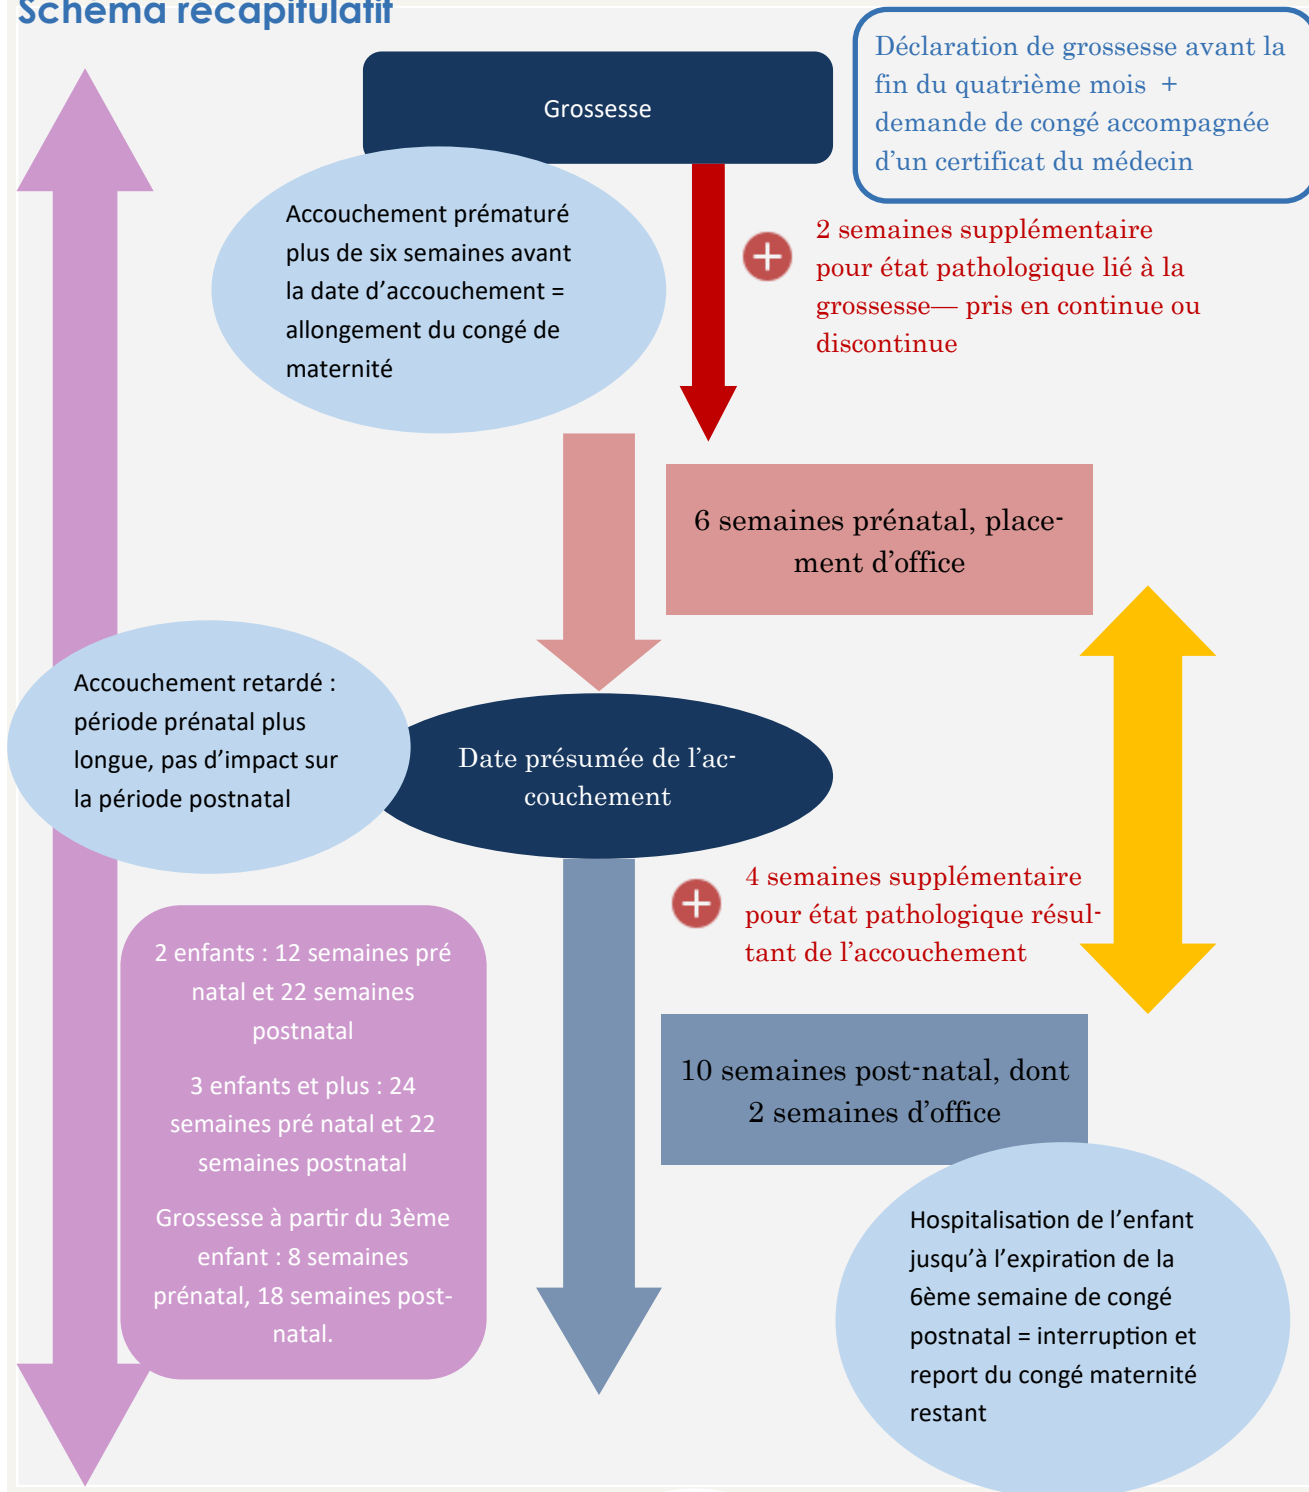 Schéma récapitulatif
Déclaration de grossesse avant la
fin du quatrième mois +
demande de congé accompagnée
d’un certificat du médecin
Grossesse
Accouchement prématuré
plus de six semaines avant
la date d’accouchement =
allongement du congé de
maternité
2 semaines supplémentaire
pour état pathologique lié à la
grossesse— pris en continue ou
discontinue
6 semaines prénatal, place-
ment d’office
Accouchement retardé :
période prénatal plus
longue, pas d’impact sur
la période postnatal
Date présumée de l’ac-
couchement
4 semaines supplémentaire
pour état pathologique résul-
tant de l’accouchement
2 enfants : 12 semaines pré
natal et 22 semaines
postnatal
3 enfants et plus : 24
semaines pré natal et 22
semaines postnatal
Grossesse à partir du 3ème
enfant : 8 semaines
prénatal, 18 semaines post-
natal.
10 semaines post-natal, dont
2 semaines d’office
Hospitalisation de l’enfant
jusqu’à l’expiration de la
6ème semaine de congé
postnatal = interruption et
report du congé maternité
restant